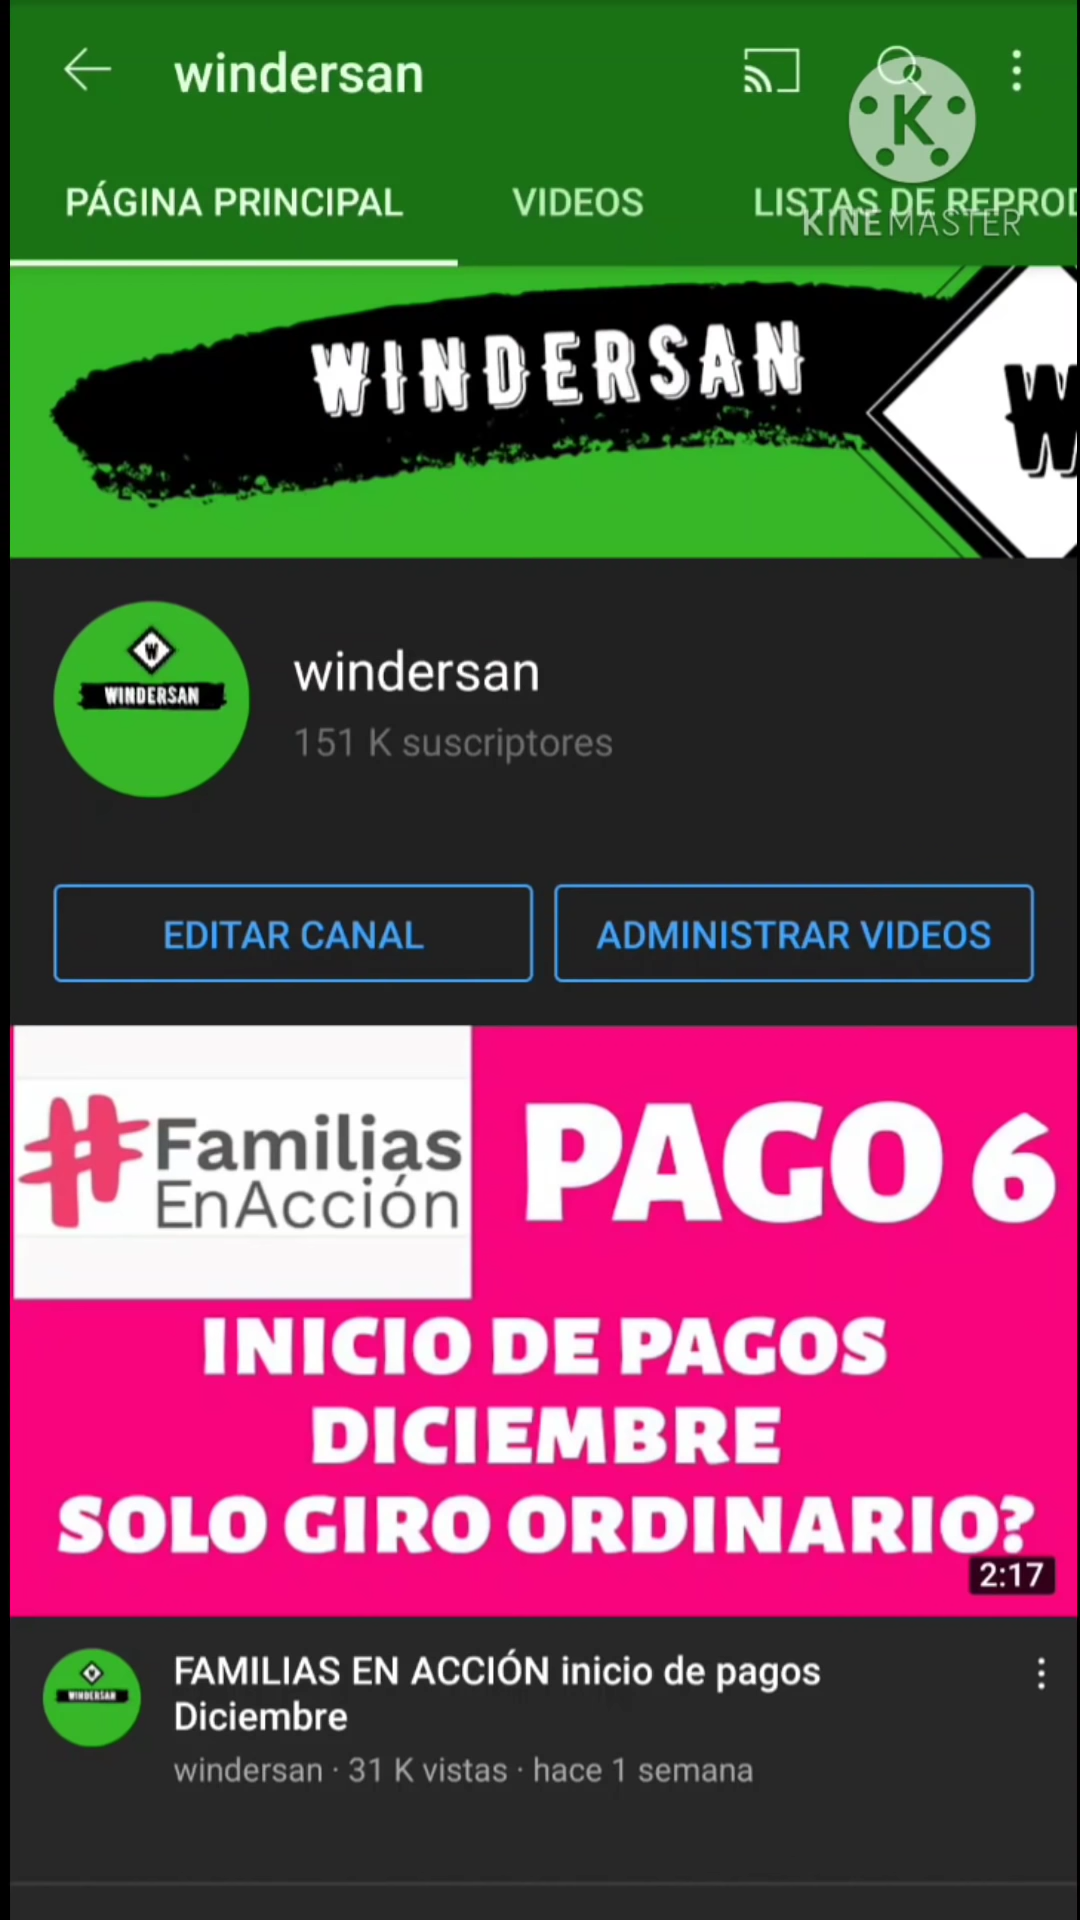 windersan
PÁGINA PRINCIPAL
VIDEOS
LISTAS DE REPROD
K
KINEMASTER
WINDERSAN
W
W
WINDERSAN
windersan
151 K suscriptores
EDITAR CANAL
ADMINISTRAR VIDEOS
#Familias
EnAcción
PAGO 6
INICIO DE PAGOS
DICIEMBRE
SOLO GIRO ORDINARIO?
2:17
W
WINDERSAN
FAMILIAS EN ACCIÓN inicio de pagos
Diciembre
windersan · 31 K vistas · hace 1 semana